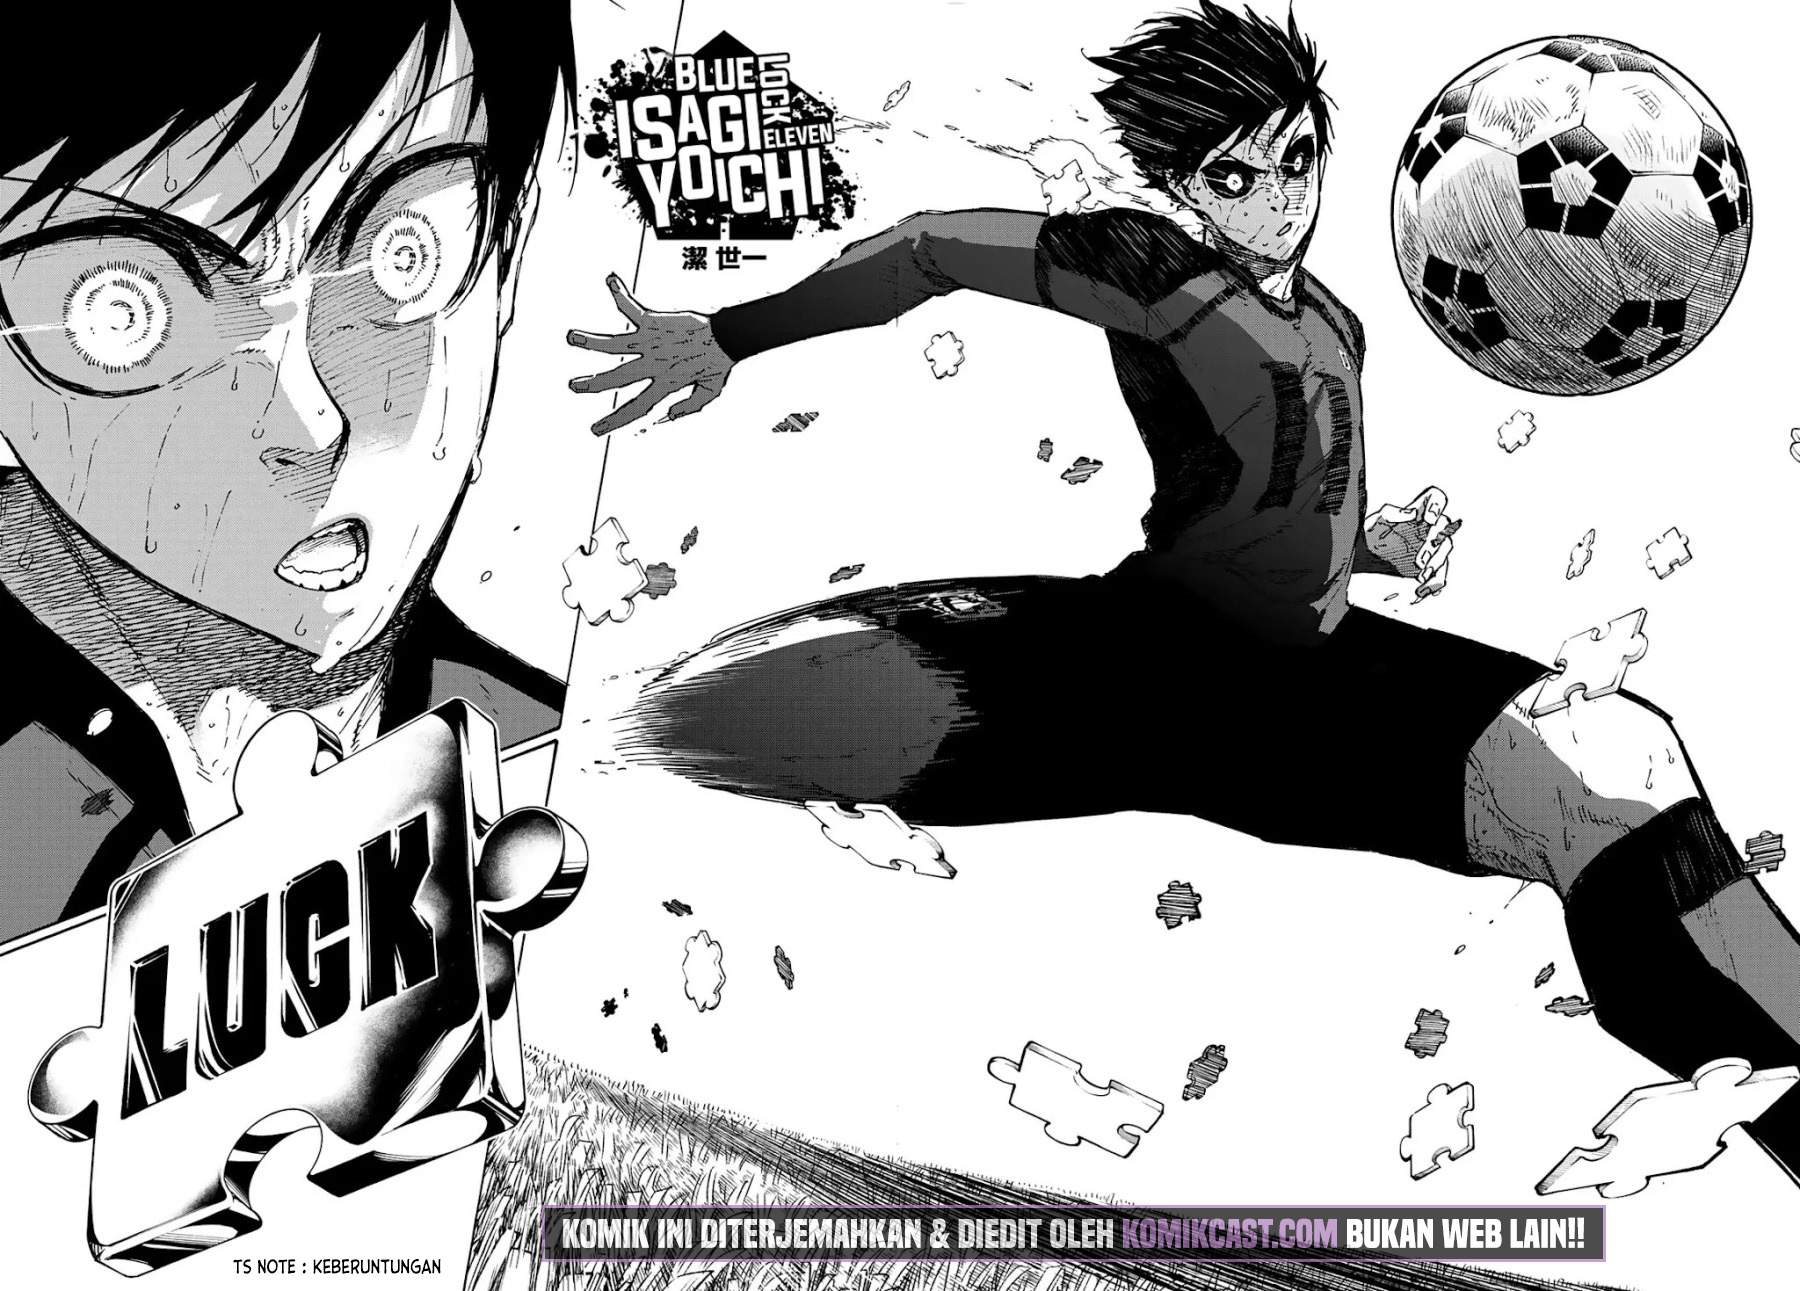 BLUE LOCK
ISAGI ELEVEN
YOICHI
潔 世一
11
LUCK
TS NOTE : KEBERUNTUNGAN
KOMIK INI DITERJEMAHKAN & DIEDIT OLEH KOMIKCAST.COM BUKAN WEB LAIN!!